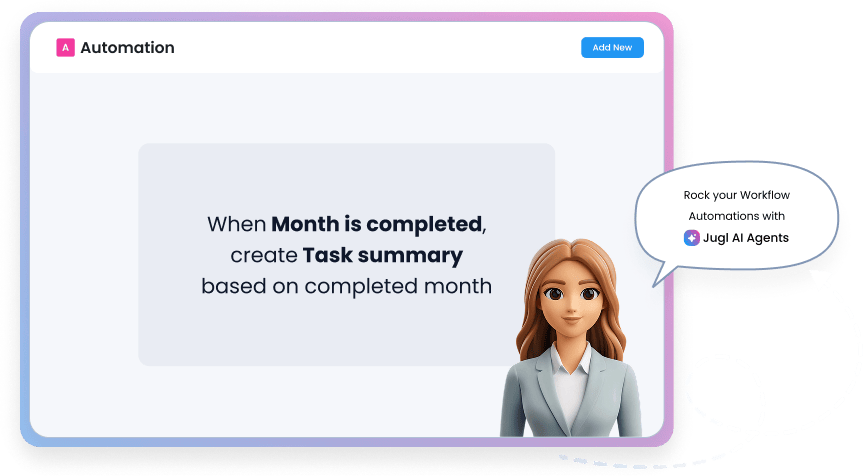 A Automation
Add New
When Month is completed,
create Task summary
based on completed month
Rock your Workflow
Automations with
Jugl AI Agents